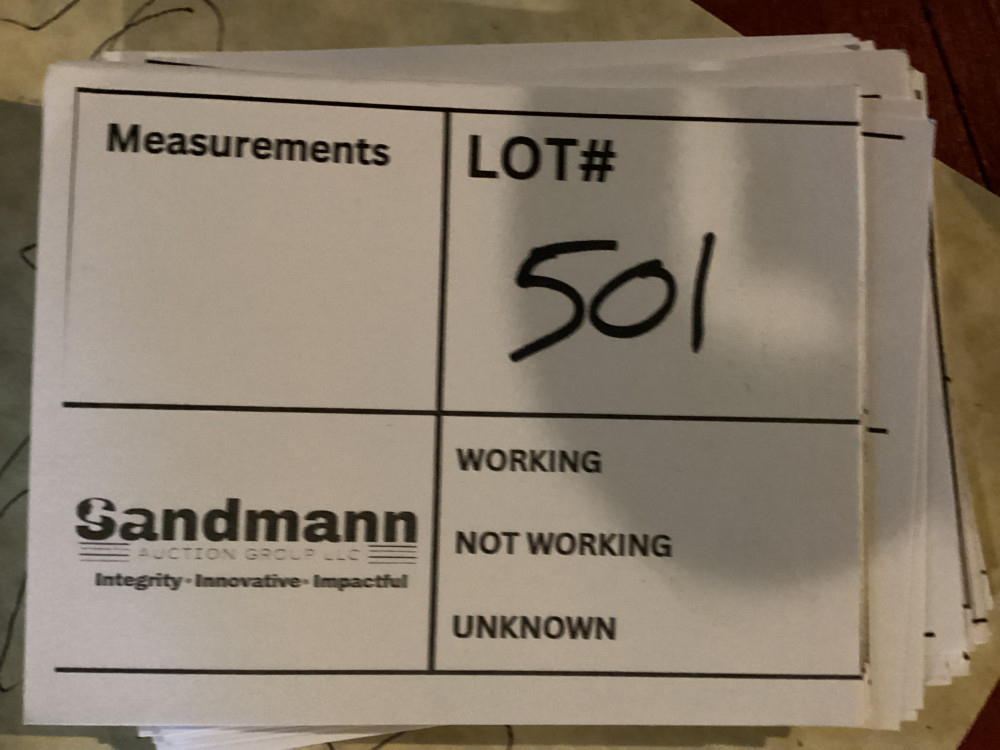 Measurements
LOT#
501
Sandmann
AUCTION GROUP LLC
Integrity · Innovative · Impactful
WORKING
NOT WORKING
UNKNOWN